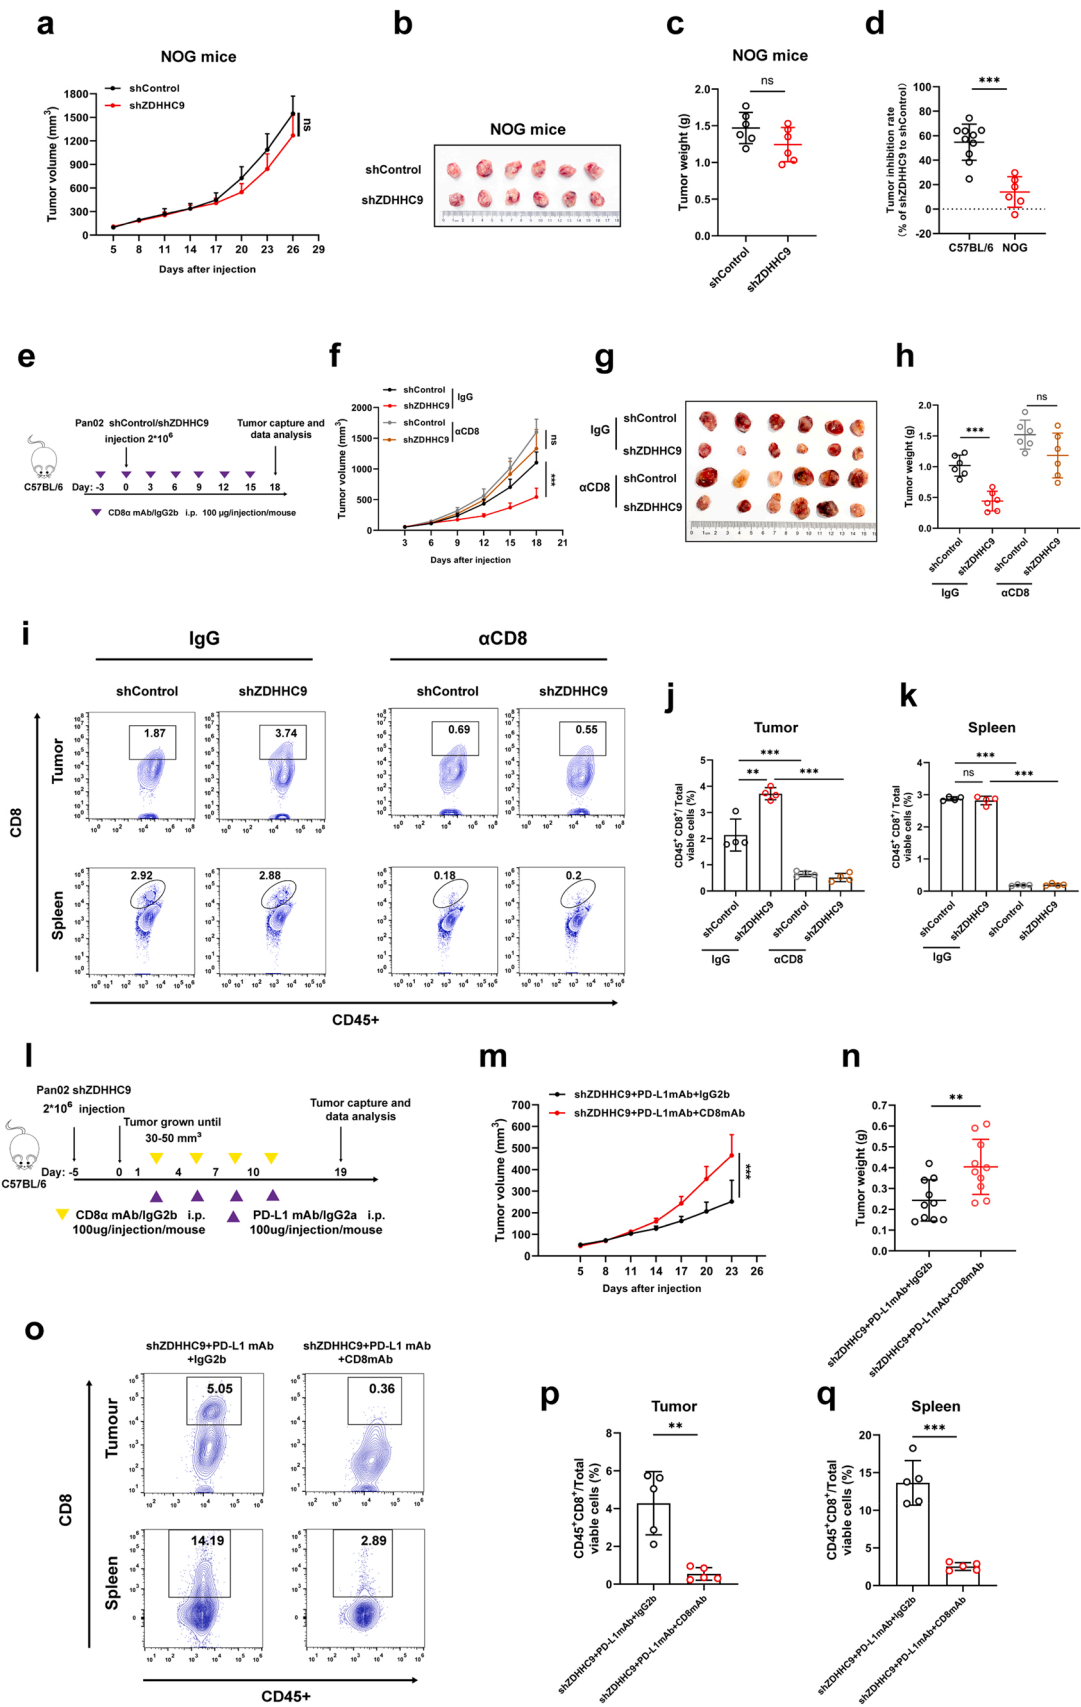 a
NOG mice
shControl
shZDHHC9
Tumor volume (mm³)
1800
1500
1200
900
600
300
0
ns
5 8 11 14 17 20 23 26 29
Days after injection
b
NOG mice
shControl
shZDHHC9
c
NOG mice
ns
Tumor weight (g)
2.0
1.5
1.0
0.5
0.0
shControl
shZDHHC9
d
***
Tumor inhibition rate
(% of shZDHHC9 to shControl)
100
80
60
40
20
0
-20
C57BL/6 NOG
e
Pan02 shControl/shZDHHC9
injection 2*10⁶
Tumor capture and
data analysis
C57BL/6
Day: -3 0 3 6 9 12 15 18
CD8α mAb/IgG2b i.p. 100 μg/injection/mouse
f
shControl
shZDHHC9
IgG
shControl
shZDHHC9
αCD8
Tumor volume (mm³)
2000
1500
1000
500
0
ns
***
3 6 9 12 15 18 21
Days after injection
g
IgG
shControl
shZDHHC9
αCD8
shControl
shZDHHC9
h
Tumor weight (g)
2.0
1.5
1.0
0.5
0.0
***
ns
shControl
shZDHHC9
shControl
shZDHHC9
IgG
αCD8
i
IgG
αCD8
shControl
shZDHHC9
shControl
shZDHHC9
CD8
Tumor
1.87
3.74
0.69
0.55
Spleen
2.92
2.88
0.18
0.2
CD45+
j
Tumor
CD45⁺ CD8⁺/ Total
viable cells (%)
5
4
3
2
1
0
***
**
***
shControl
shZDHHC9
shControl
shZDHHC9
IgG
αCD8
k
Spleen
CD45⁺ CD8⁺/ Total
viable cells (%)
4
3
2
1
0
***
ns
***
shControl
shZDHHC9
shControl
shZDHHC9
IgG
l
Pan02 shZDHHC9
2*10⁶ injection
Tumor grown until
30-50 mm³
Tumor capture and
data analysis
C57BL/6
Day: -5 0 1 4 7 10 19
CD8α mAb/IgG2b i.p.
100ug/injection/mouse
PD-L1 mAb/IgG2a i.p.
100ug/injection/mouse
m
shZDHHC9+PD-L1mAb+IgG2b
shZDHHC9+PD-L1mAb+CD8mAb
Tumor volume (mm³)
700
600
500
400
300
200
100
0
***
5 8 11 14 17 20 23 26
Days after injection
n
**
Tumor weight (g)
0.7
0.6
0.5
0.4
0.3
0.2
0.1
0.0
shZDHHC9+PD-L1mAb+IgG2b
shZDHHC9+PD-L1mAb+CD8mAb
o
shZDHHC9+PD-L1 mAb
+IgG2b
shZDHHC9+PD-L1 mAb
+CD8mAb
CD8
Tumour
5.05
0.36
Spleen
14.19
2.89
CD45+
p
Tumor
**
CD45⁺CD8⁺/Total
viable cells (%)
8
6
4
2
0
shZDHHC9+PD-L1mAb+IgG2b
shZDHHC9+PD-L1mAb+CD8mAb
q
Spleen
***
CD45⁺CD8⁺/Total
viable cells (%)
20
15
10
5
0
shZDHHC9+PD-L1mAb+IgG2b
shZDHHC9+PD-L1mAb+CD8mAb